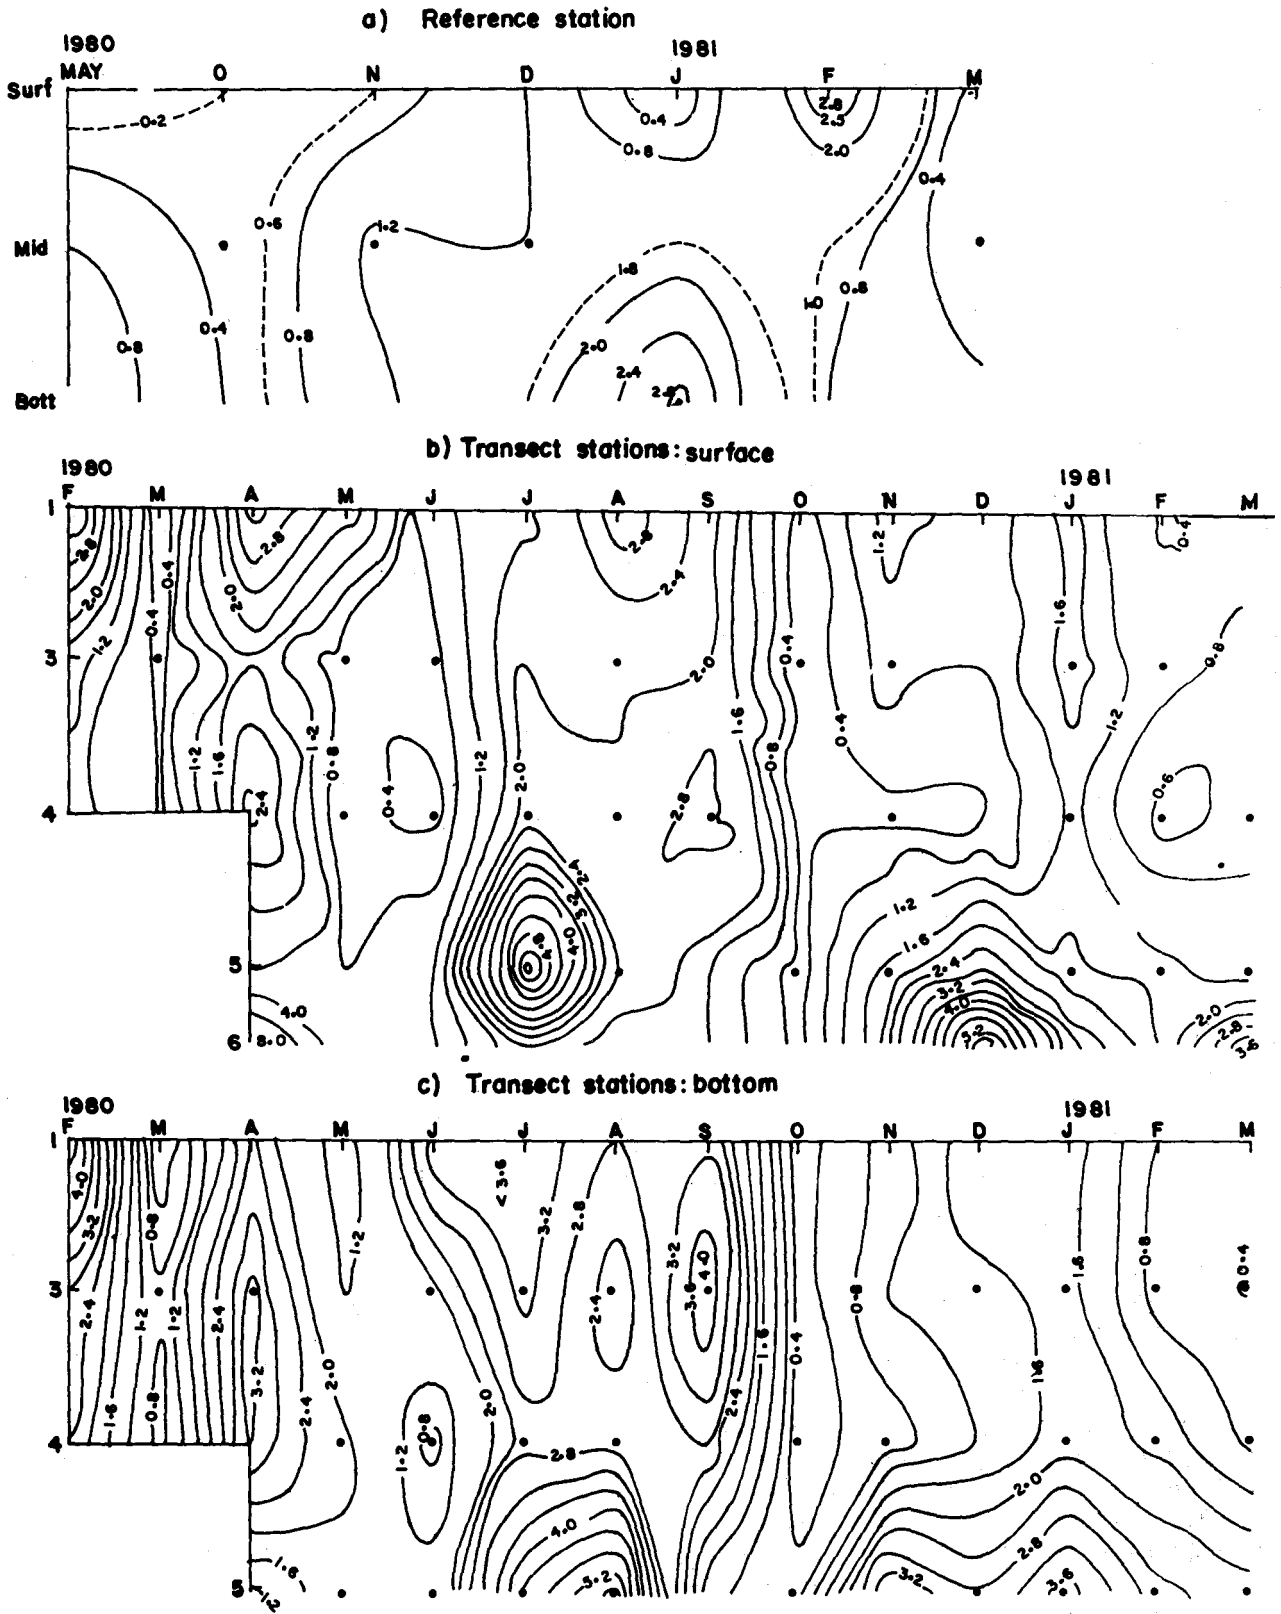 a) Reference station
1980 1981
MAY O N D J F M
Surf
0.2 0.4 2.8
2.5
0.8 2.0
0.4
0.6 1.2
Mid
1.8
1.0 0.8
0.4 0.8 2.0
0.8 2.4
Bott
b) Transect stations: surface
1980 1981
F M A M J J A S O N D J F M
1
2.8 2.8 2.8 1.2 0.4
0.4 2.4
2.0 2.0 1.6
0.4 0.4 0.8
3 1.2 2.0
1.6 0.4 1.2
1.2 1.6 1.2 0.8 1.2 2.0 0.8
0.4 2.8 0.6
4 2.4
2.4
3.2
1.2
4.0 1.6
5 2.4
3.2
4.0 4.0 2.0
6 8.0 2.8
3.6
c) Transect stations: bottom
1980 1981
F M A M J J A S O N D J F M
1
4.0 <3.6
3.2 0.8 1.2 3.2 2.8 3.2 4.0 1.6 0.8 0.4
3
2.4 1.2 1.2 2.4 2.4 3.6 1.6 0.4 0.8
3.2 2.0 1.6
1.6 0.8 2.4 2.0 2.4
0.8
4 1.2 2.8
2.0
4.0 2.8
1.6 3.2 3.2 3.6
5 1.2